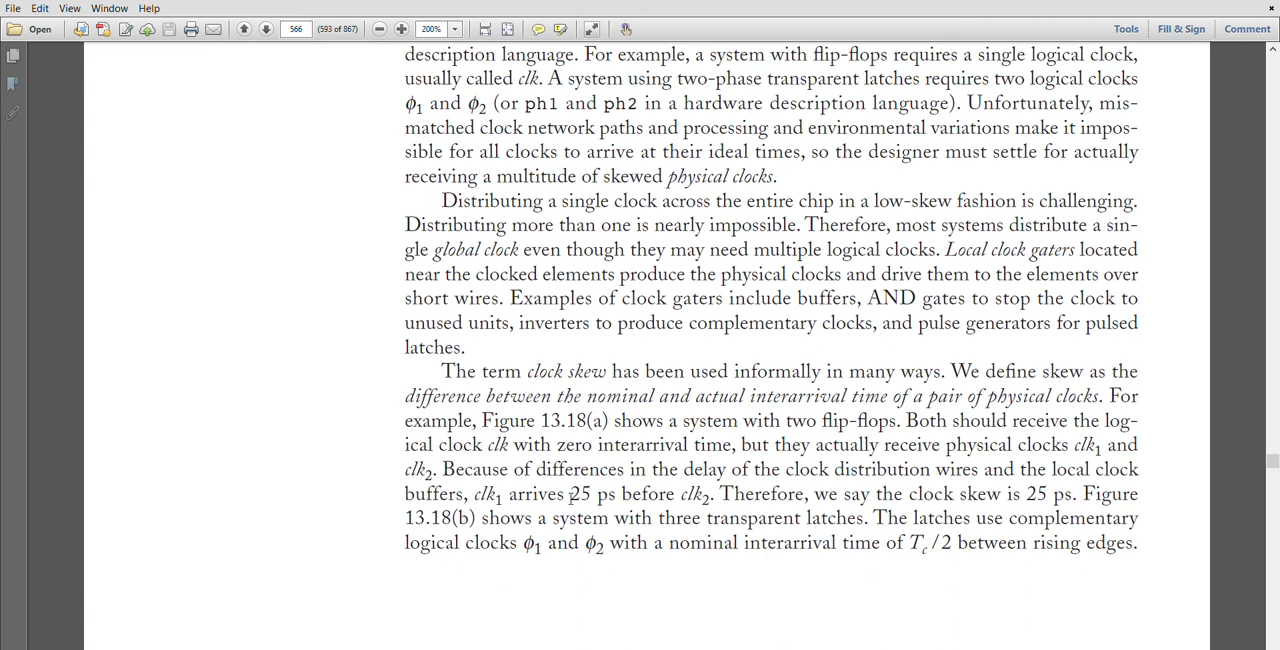 File Edit View Window Help
Open 566 (593 of 867) 200% Tools Fill & Sign Comment
description language. For example, a system with flip-flops requires a single logical clock,
usually called clk. A system using two-phase transparent latches requires two logical clocks
ϕ1 and ϕ2 (or ph1 and ph2 in a hardware description language). Unfortunately, mis-
matched clock network paths and processing and environmental variations make it impos-
sible for all clocks to arrive at their ideal times, so the designer must settle for actually
receiving a multitude of skewed physical clocks.
Distributing a single clock across the entire chip in a low-skew fashion is challenging.
Distributing more than one is nearly impossible. Therefore, most systems distribute a sin-
gle global clock even though they may need multiple logical clocks. Local clock gaters located
near the clocked elements produce the physical clocks and drive them to the elements over
short wires. Examples of clock gaters include buffers, AND gates to stop the clock to
unused units, inverters to produce complementary clocks, and pulse generators for pulsed
latches.
The term clock skew has been used informally in many ways. We define skew as the
difference between the nominal and actual interarrival time of a pair of physical clocks. For
example, Figure 13.18(a) shows a system with two flip-flops. Both should receive the log-
ical clock clk with zero interarrival time, but they actually receive physical clocks clk1 and
clk2. Because of differences in the delay of the clock distribution wires and the local clock
buffers, clk1 arrives 25 ps before clk2. Therefore, we say the clock skew is 25 ps. Figure
13.18(b) shows a system with three transparent latches. The latches use complementary
logical clocks ϕ1 and ϕ2 with a nominal interarrival time of Tc/2 between rising edges.